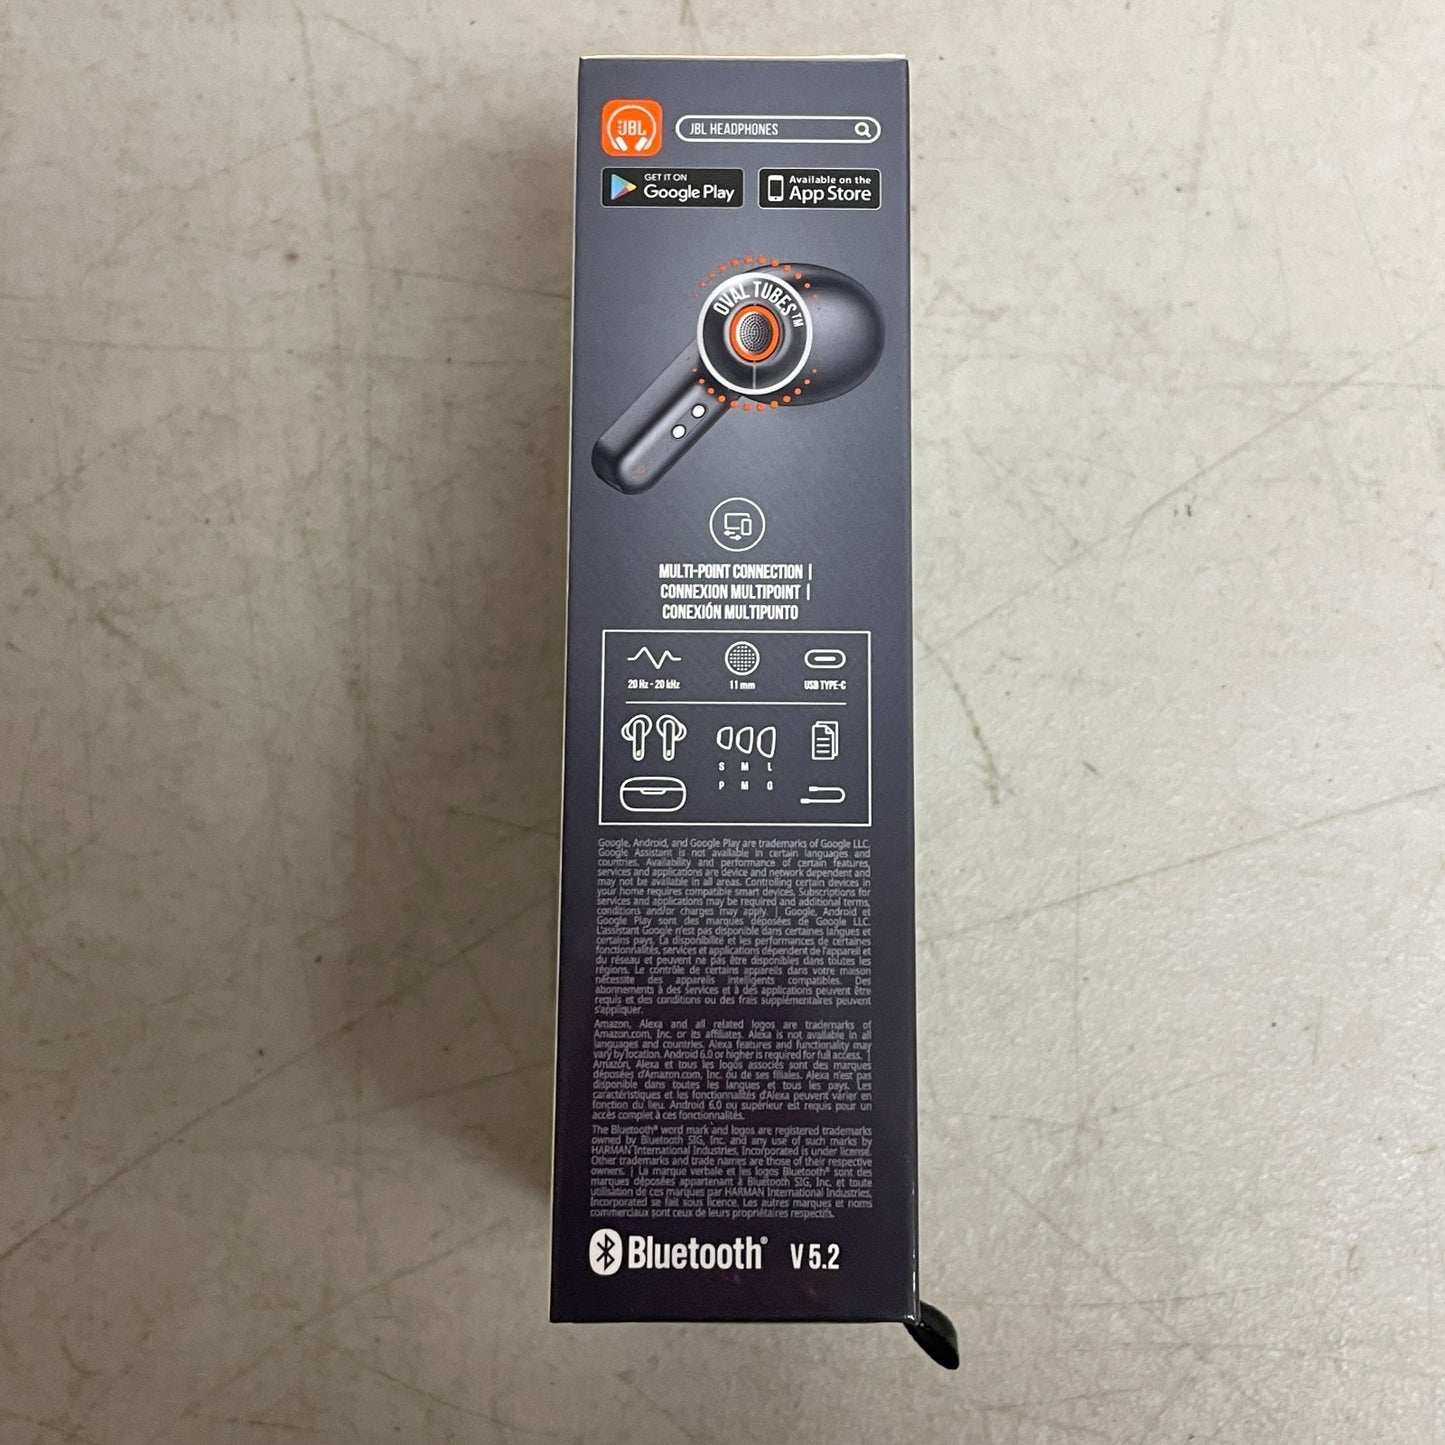 JBL
JBL HEADPHONES
GET IT ON
Google Play
Available on the
App Store
OVAL TUBES™
MULTI-POINT CONNECTION |
CONNEXION MULTIPOINT |
CONEXIÓN MULTIPUNTO
20 Hz - 20 kHz
11 mm
USB TYPE-C
S M L
P M G
Google, Android, and Google Play are trademarks of Google LLC.
Google Assistant is not available in certain languages and
countries. Availability and performance of certain features,
services and applications are device and network dependent and
may not be available in all areas. Controlling certain devices in
your home requires compatible smart devices. Subscriptions for
services and applications may be required and additional terms,
conditions and/or charges may apply. | Google, Android et
Google Play sont des marques déposées de Google LLC.
L'assistant Google n'est pas disponible dans certaines langues et
certains pays. La disponibilité et les performances de certaines
fonctionnalités, services et applications dépendent de l'appareil et
du réseau et peuvent ne pas être disponibles dans toutes les
régions. Le contrôle de certains appareils dans votre maison
nécessite des appareils intelligents compatibles. Des
abonnements à des services et à des applications peuvent être
requis et des conditions ou des frais supplémentaires peuvent
s'appliquer.
Amazon, Alexa and all related logos are trademarks of
Amazon.com, Inc. or its affiliates. Alexa is not available in all
languages and countries. Alexa features and functionality may
vary by location. Android 6.0 or higher is required for full access. |
Amazon, Alexa et tous les logos associés sont des marques
déposées d'Amazon.com, Inc. ou de ses filiales. Alexa n'est pas
disponible dans toutes les langues et tous les pays. Les
caractéristiques et les fonctionnalités d'Alexa peuvent varier en
fonction du lieu. Android 6.0 ou supérieur est requis pour un
accès complet à ces fonctionnalités.
The Bluetooth® word mark and logos are registered trademarks
owned by Bluetooth SIG, Inc. and any use of such marks by
HARMAN International Industries, Incorporated is under license.
Other trademarks and trade names are those of their respective
owners. | La marque verbale et les logos Bluetooth® sont des
marques déposées appartenant à Bluetooth SIG, Inc. et toute
utilisation de ces marques par HARMAN International Industries,
Incorporated se fait sous licence. Les autres marques et noms
commerciaux sont ceux de leurs propriétaires respectifs.
Bluetooth® V 5.2